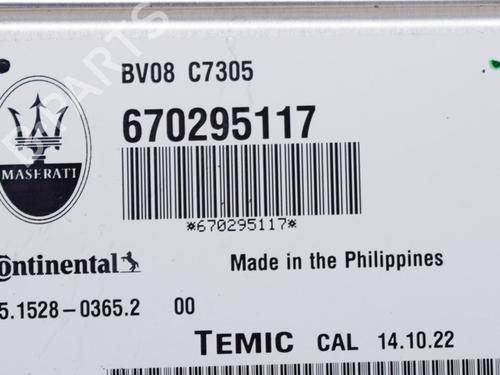 BV08 C7305
670295117
MASERATI
*670295117*
Continental
Made in the Philippines
5.1528-0365.2 00
TEMIC CAL 14.10.22